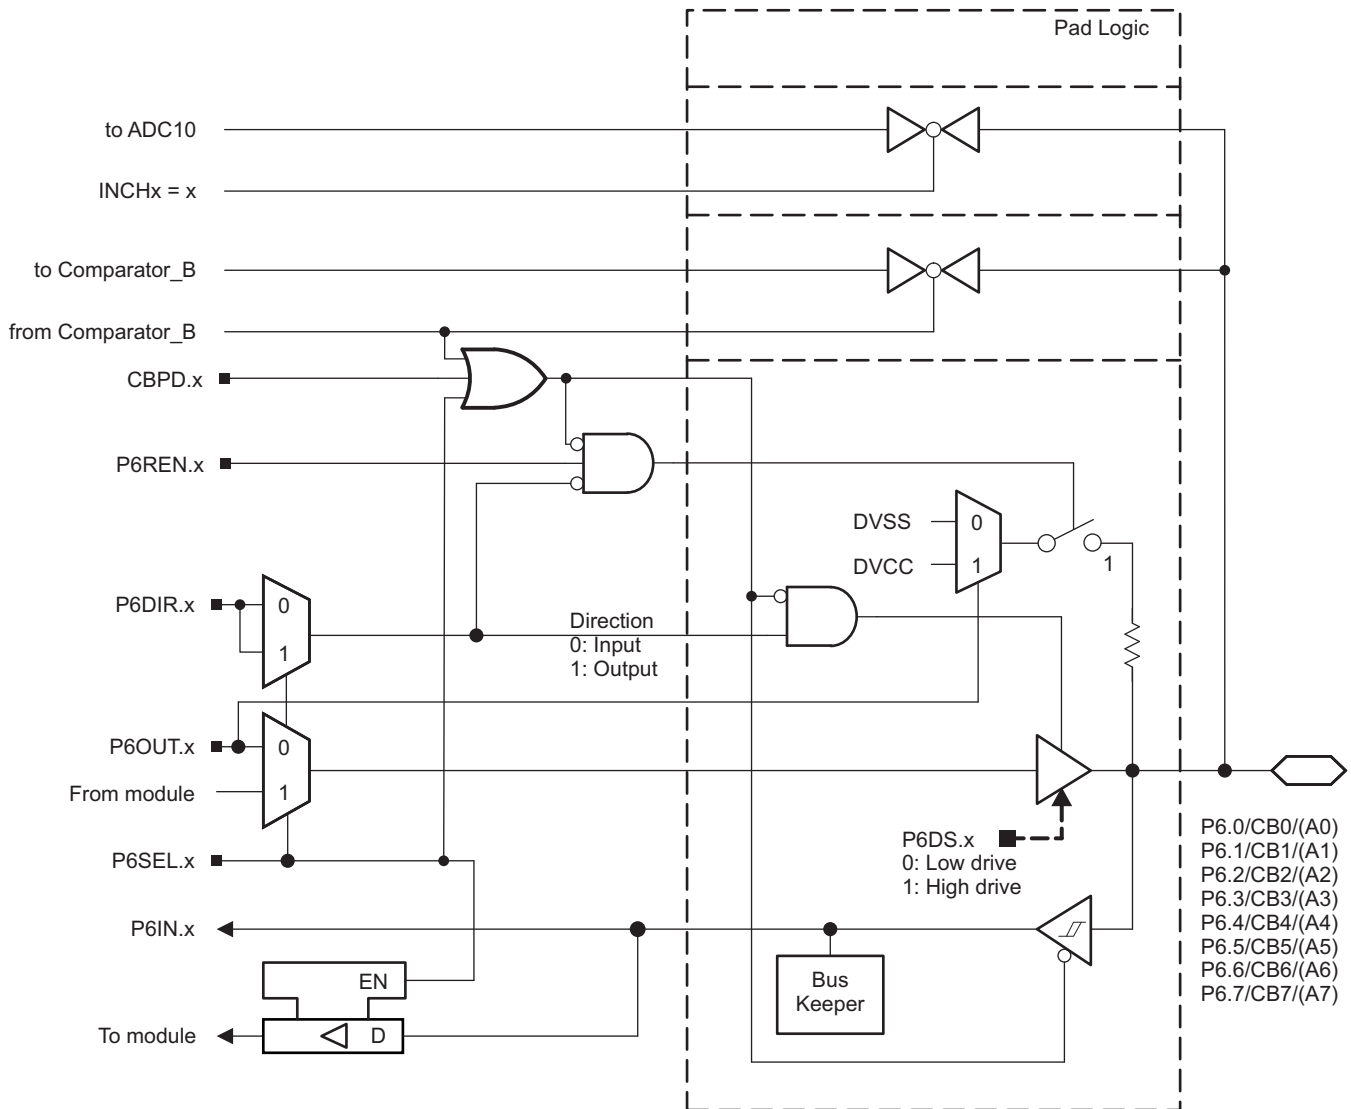 Pad Logic
to ADC10
INCHx = x
to Comparator_B
from Comparator_B
CBPD.x
P6REN.x
DVSS
0
DVCC
1
1
P6DIR.x
0
1
Direction
0: Input
1: Output
P6OUT.x
0
From module
1
P6SEL.x
P6DS.x
0: Low drive
1: High drive
P6.0/CB0/(A0)
P6.1/CB1/(A1)
P6.2/CB2/(A2)
P6.3/CB3/(A3)
P6.4/CB4/(A4)
P6.5/CB5/(A5)
P6.6/CB6/(A6)
P6.7/CB7/(A7)
P6IN.x
EN
Bus
Keeper
To module
D